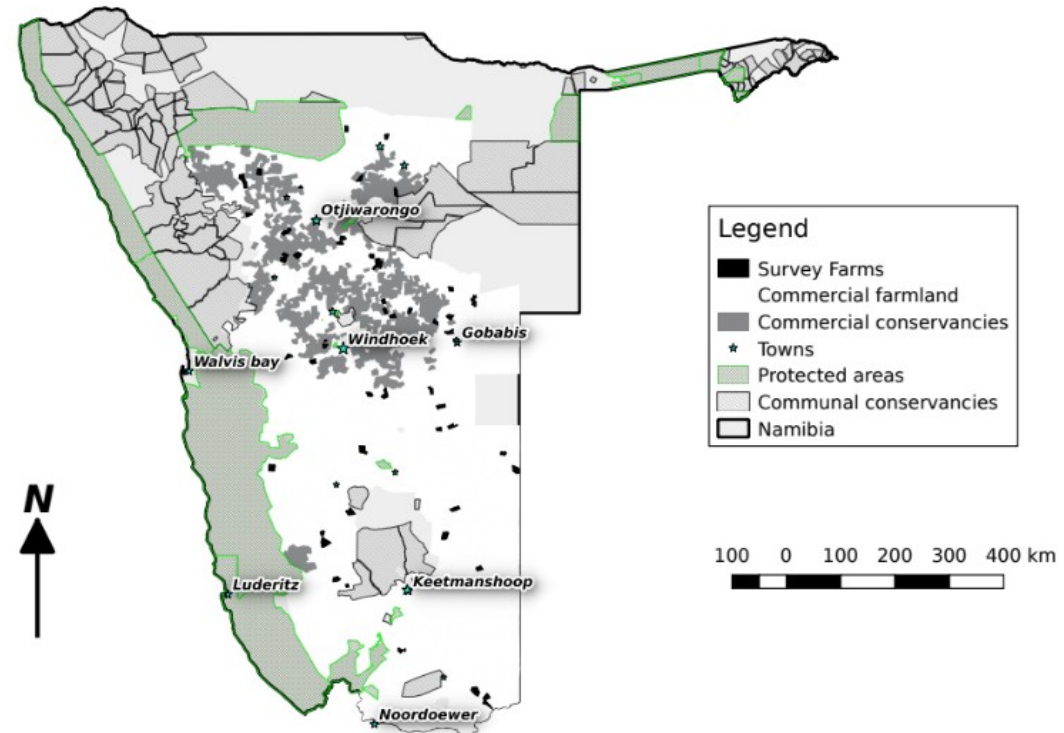 Otjiwarongo
Windhoek
Gobabis
Walvis bay
Luderitz
Keetmanshoop
Noordoewer
N
Legend
Survey Farms
Commercial farmland
Commercial conservancies
Towns
Protected areas
Communal conservancies
Namibia
100 0 100 200 300 400 km